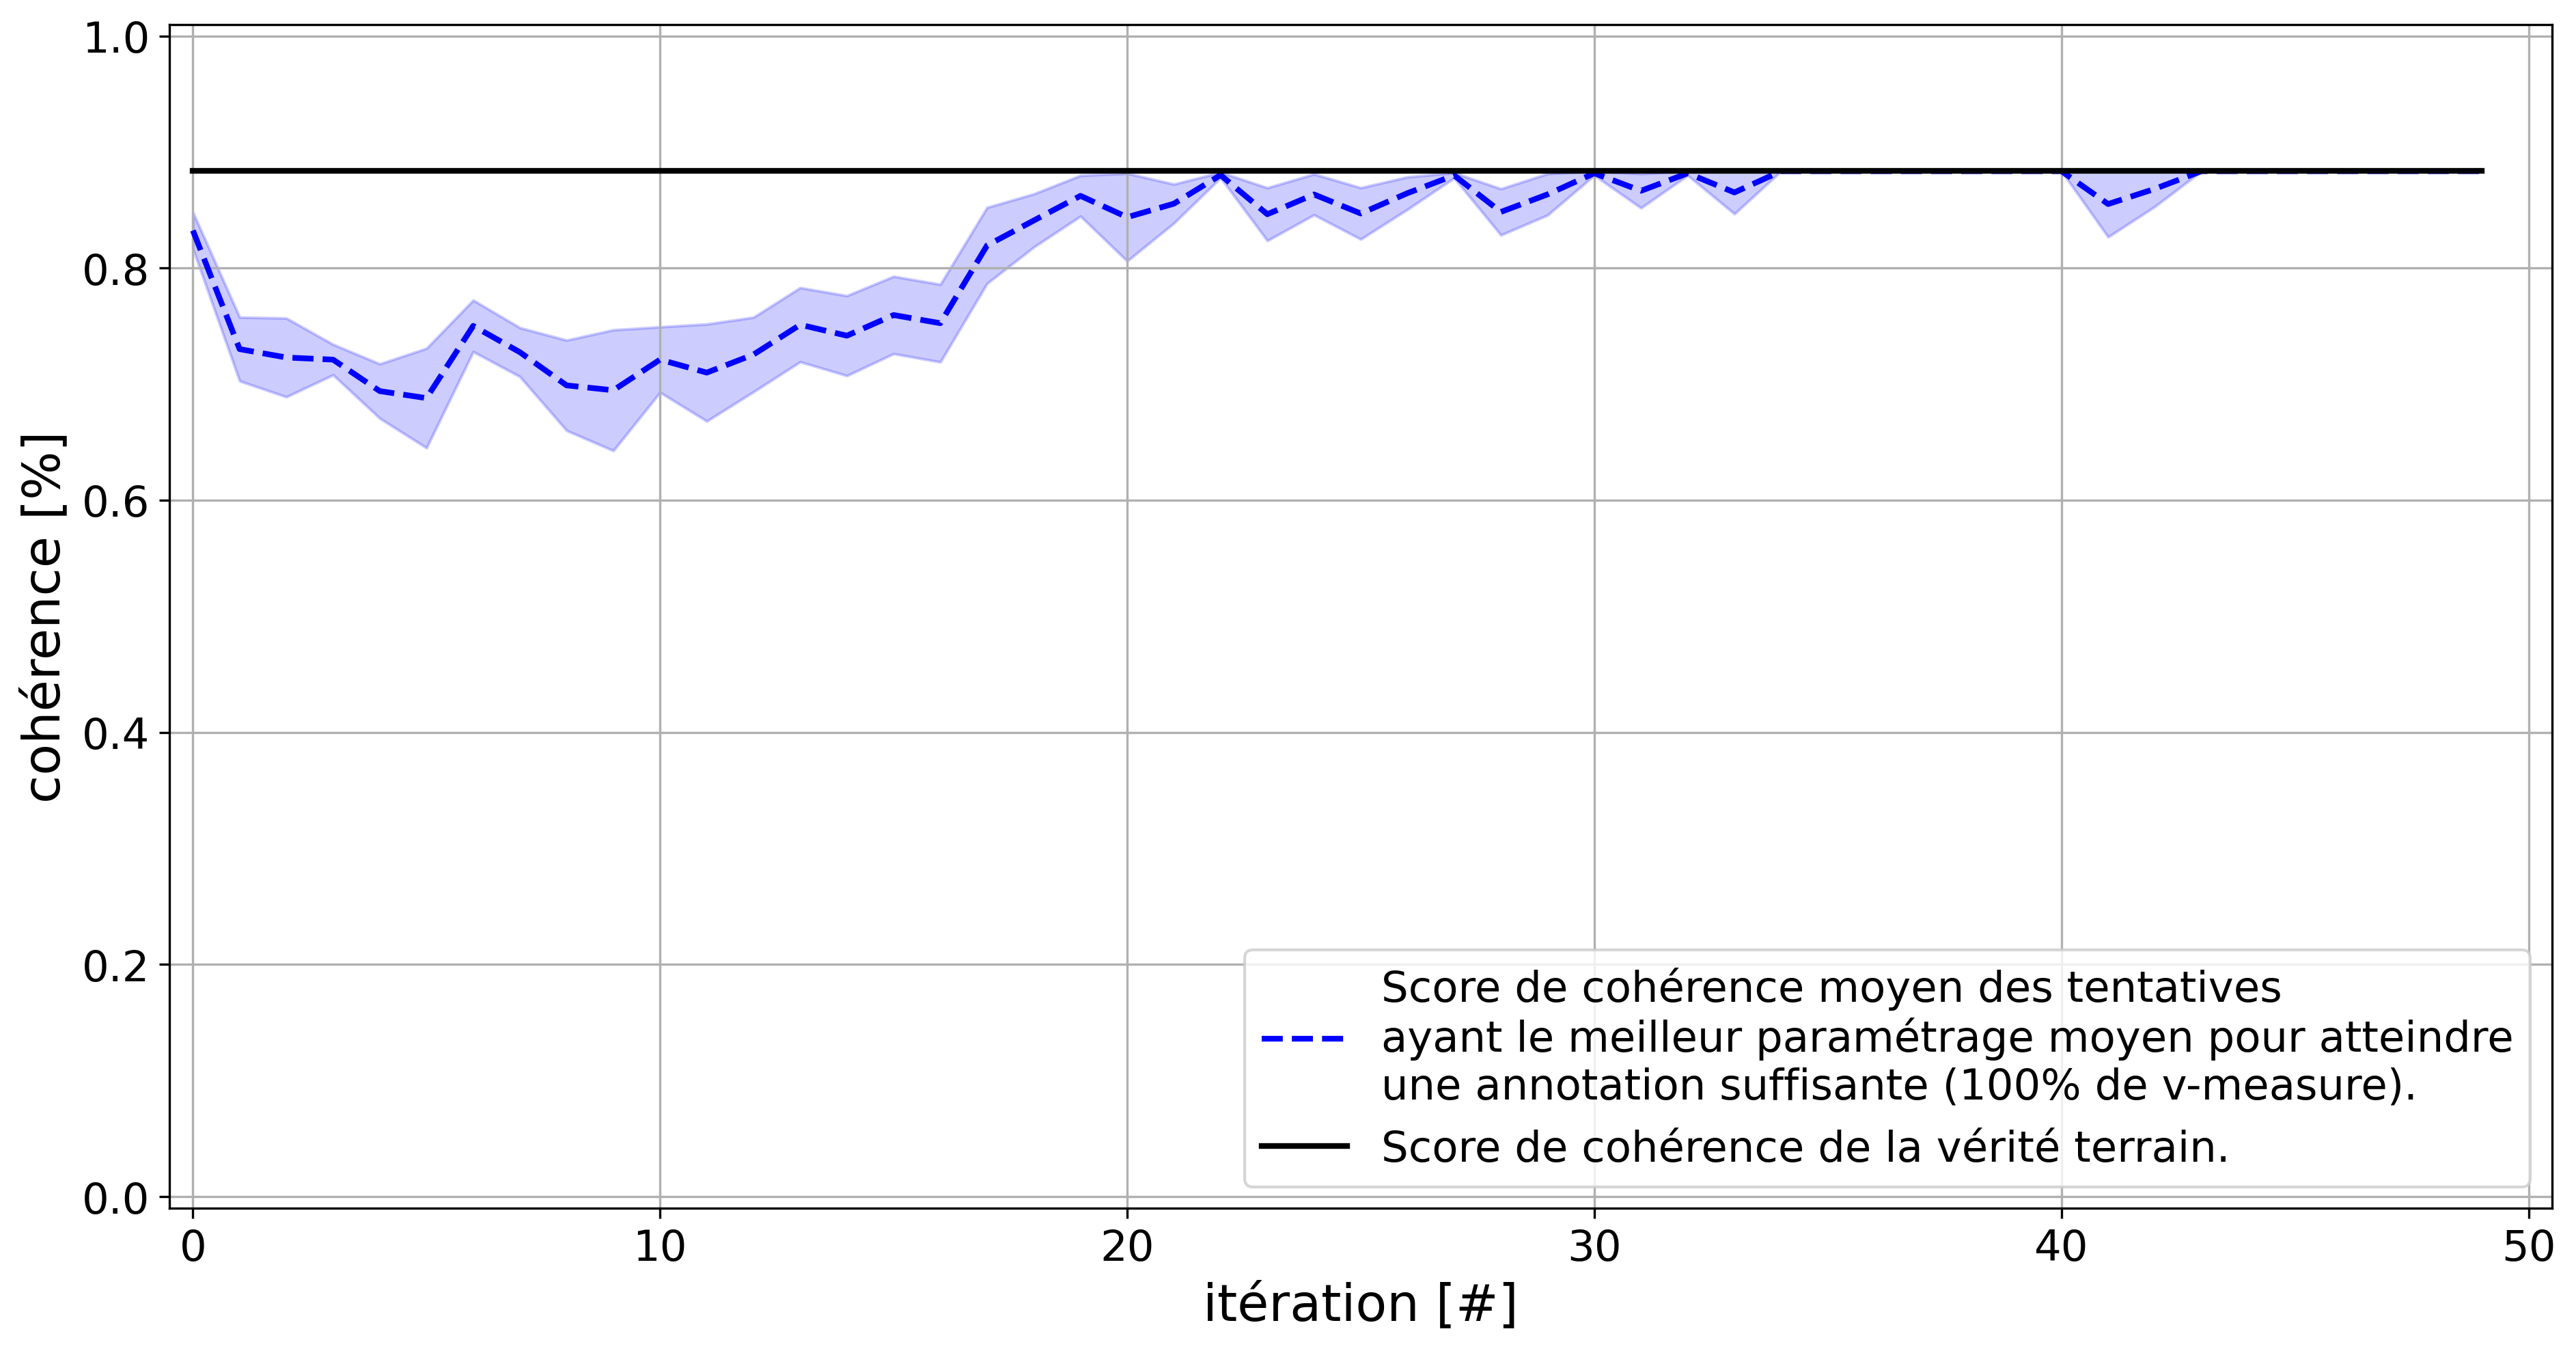 1.0
0.8
0.6
0.4
0.2
0.0
cohérence [%]
0
10
20
30
40
50
itération [#]
Score de cohérence moyen des tentatives
ayant le meilleur paramétrage moyen pour atteindre
une annotation suffisante (100% de v-measure).
Score de cohérence de la vérité terrain.